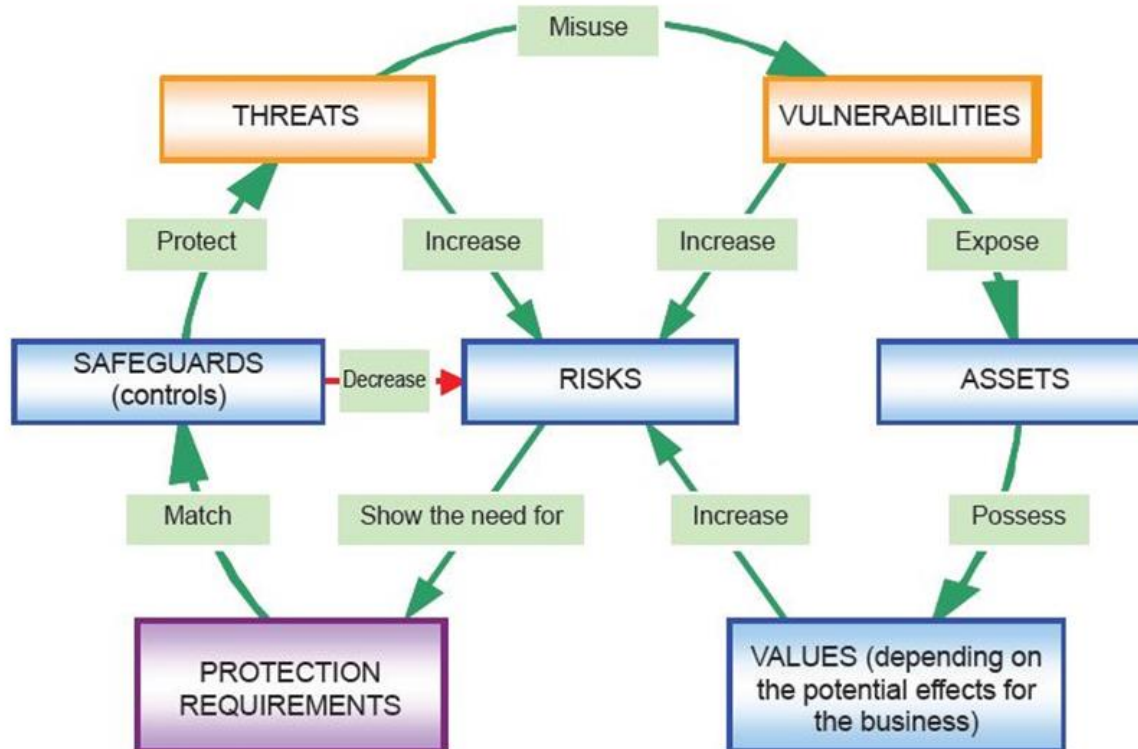 Misuse
THREATS
VULNERABILITIES
Protect
Increase
Increase
Expose
SAFEGUARDS
(controls)
Decrease
RISKS
ASSETS
Match
Show the need for
Increase
Possess
PROTECTION
REQUIREMENTS
VALUES (depending on
the potential effects for
the business)